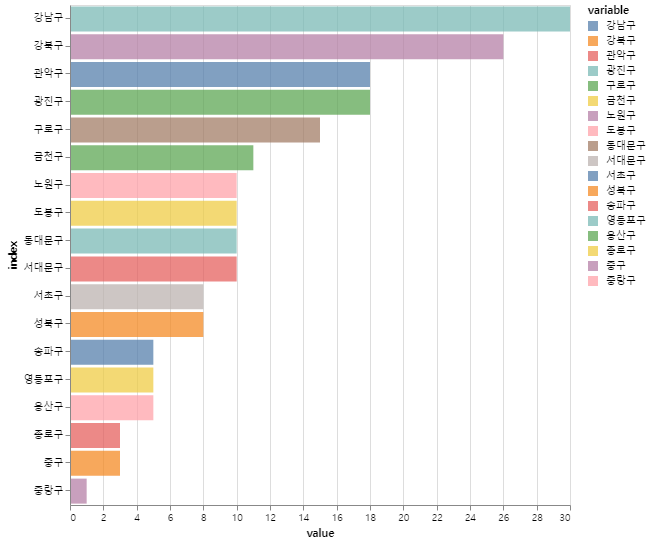 강남구
강북구
관악구
광진구
구로구
금천구
노원구
도봉구
동대문구
서대문구
서초구
성북구
송파구
영등포구
용산구
종로구
중구
중랑구
index
0 2 4 6 8 10 12 14 16 18 20 22 24 26 28 30
value
variable
강남구
강북구
관악구
광진구
구로구
금천구
노원구
도봉구
동대문구
서대문구
서초구
성북구
송파구
영등포구
용산구
종로구
중구
중랑구